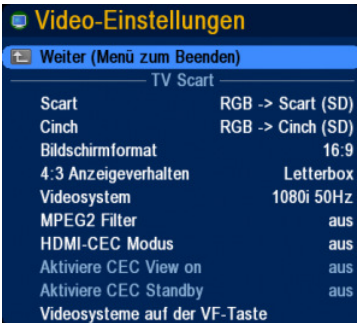 Video-Einstellungen
Weiter (Menü zum Beenden)
TV Scart
Scart RGB -> Scart (SD)
Cinch RGB -> Cinch (SD)
Bildschirmformat 16:9
4:3 Anzeigeverhalten Letterbox
Videosystem 1080i 50Hz
MPEG2 Filter aus
HDMI-CEC Modus aus
Aktiviere CEC View on aus
Aktiviere CEC Standby aus
Videosysteme auf der VF-Taste